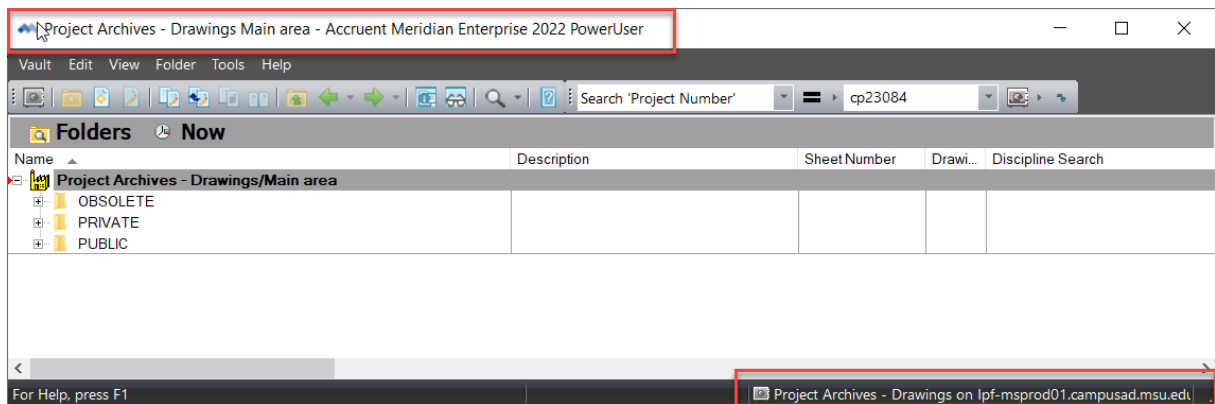 Project Archives - Drawings Main area - Accruent Meridian Enterprise 2022 PowerUser
Vault Edit View Folder Tools Help
Search 'Project Number' cp23084
Folders Now
Name Description Sheet Number Drawi... Discipline Search
Project Archives - Drawings/Main area
OBSOLETE
PRIVATE
PUBLIC
For Help, press F1 Project Archives - Drawings on lpf-msprod01.campusad.msu.edu